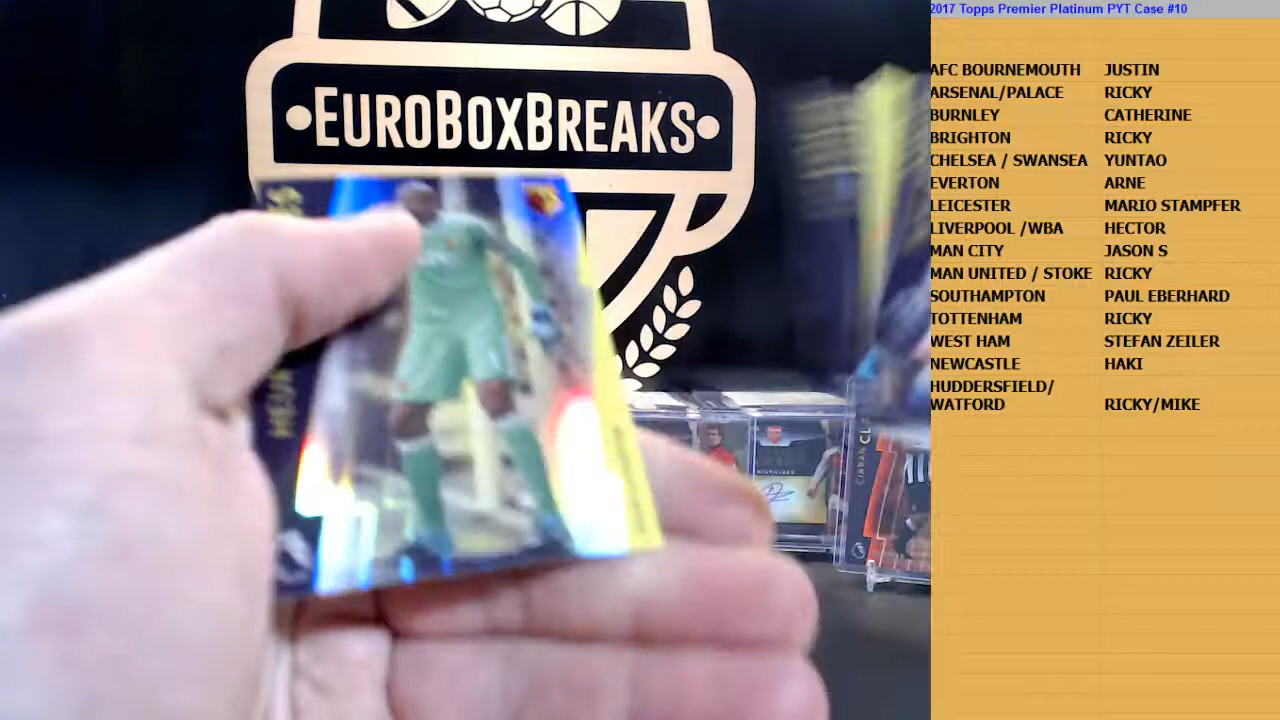 2017 Topps Premier Platinum PYT Case #10
AFC BOURNEMOUTH JUSTIN
ARSENAL/PALACE RICKY
BURNLEY CATHERINE
BRIGHTON RICKY
CHELSEA / SWANSEA YUNTAO
EVERTON ARNE
LEICESTER MARIO STAMPFER
LIVERPOOL /WBA HECTOR
MAN CITY JASON S
MAN UNITED / STOKE RICKY
SOUTHAMPTON PAUL EBERHARD
TOTTENHAM RICKY
WEST HAM STEFAN ZEILER
NEWCASTLE HAKI
HUDDERSFIELD/
WATFORD RICKY/MIKE
EUROBOXBREAKS
CIARAN CL